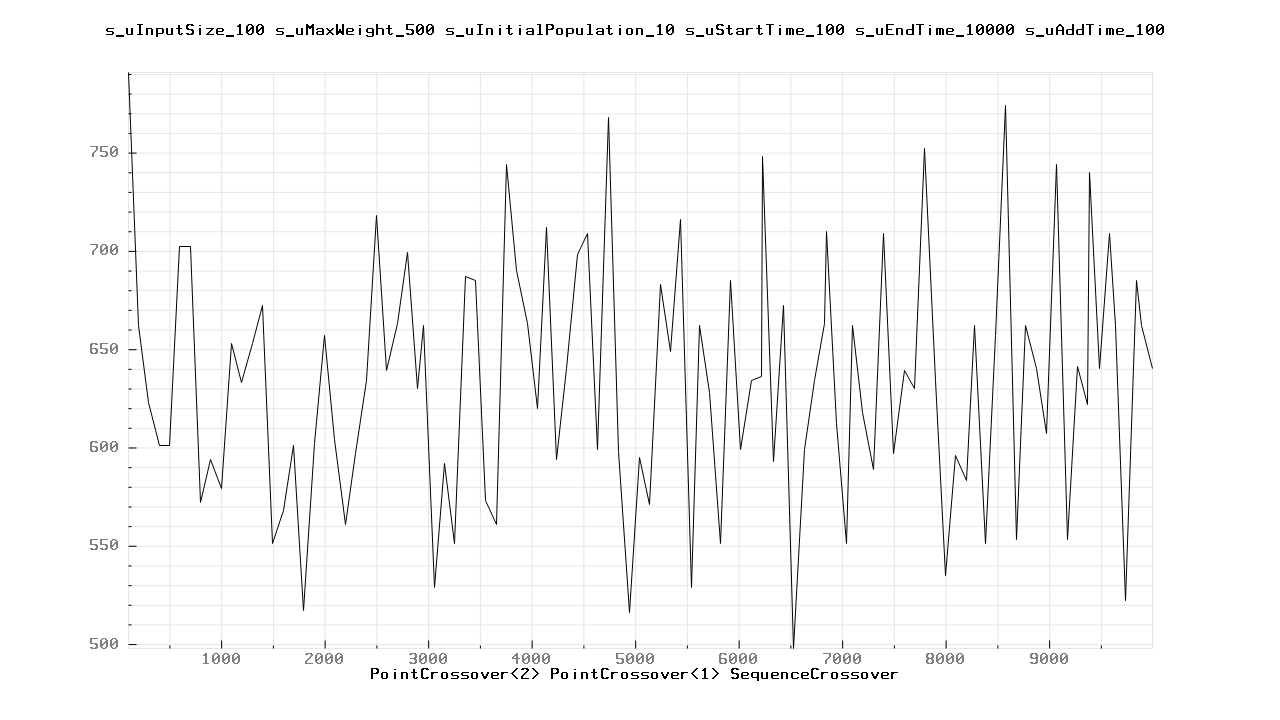 s_uInputSize_100 s_uMaxWeight_500 s_uInitialPopulation_10 s_uStartTime_100 s_uEndTime_10000 s_uAddTime_100
750
700
650
600
550
500
1000 2000 3000 4000 5000 6000 7000 8000 9000
PointCrossover<2> PointCrossover<1> SequenceCrossover